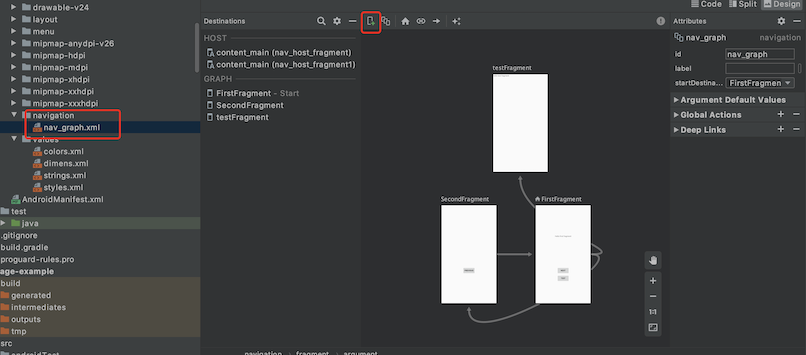 drawable-v24
layout
menu
mipmap-anydpi-v26
mipmap-hdpi
mipmap-mdpi
mipmap-xhdpi
mipmap-xxhdpi
mipmap-xxxhdpi
navigation
nav_graph.xml
values
colors.xml
dimens.xml
strings.xml
styles.xml
AndroidManifest.xml
test
java
.gitignore
build.gradle
proguard-rules.pro
age-example
build
generated
intermediates
outputs
tmp
src
androidTest
Destinations
HOST
content_main (nav_host_fragment)
content_main (nav_host_fragment1)
GRAPH
FirstFragment - Start
SecondFragment
testFragment
Code
Split
Design
testFragment
SecondFragment
FirstFragment
1:1
navigation › fragment › argument
Attributes
nav_graph navigation
id nav_graph
label
startDestina... FirstFragmen
Argument Default Values
Global Actions
Deep Links